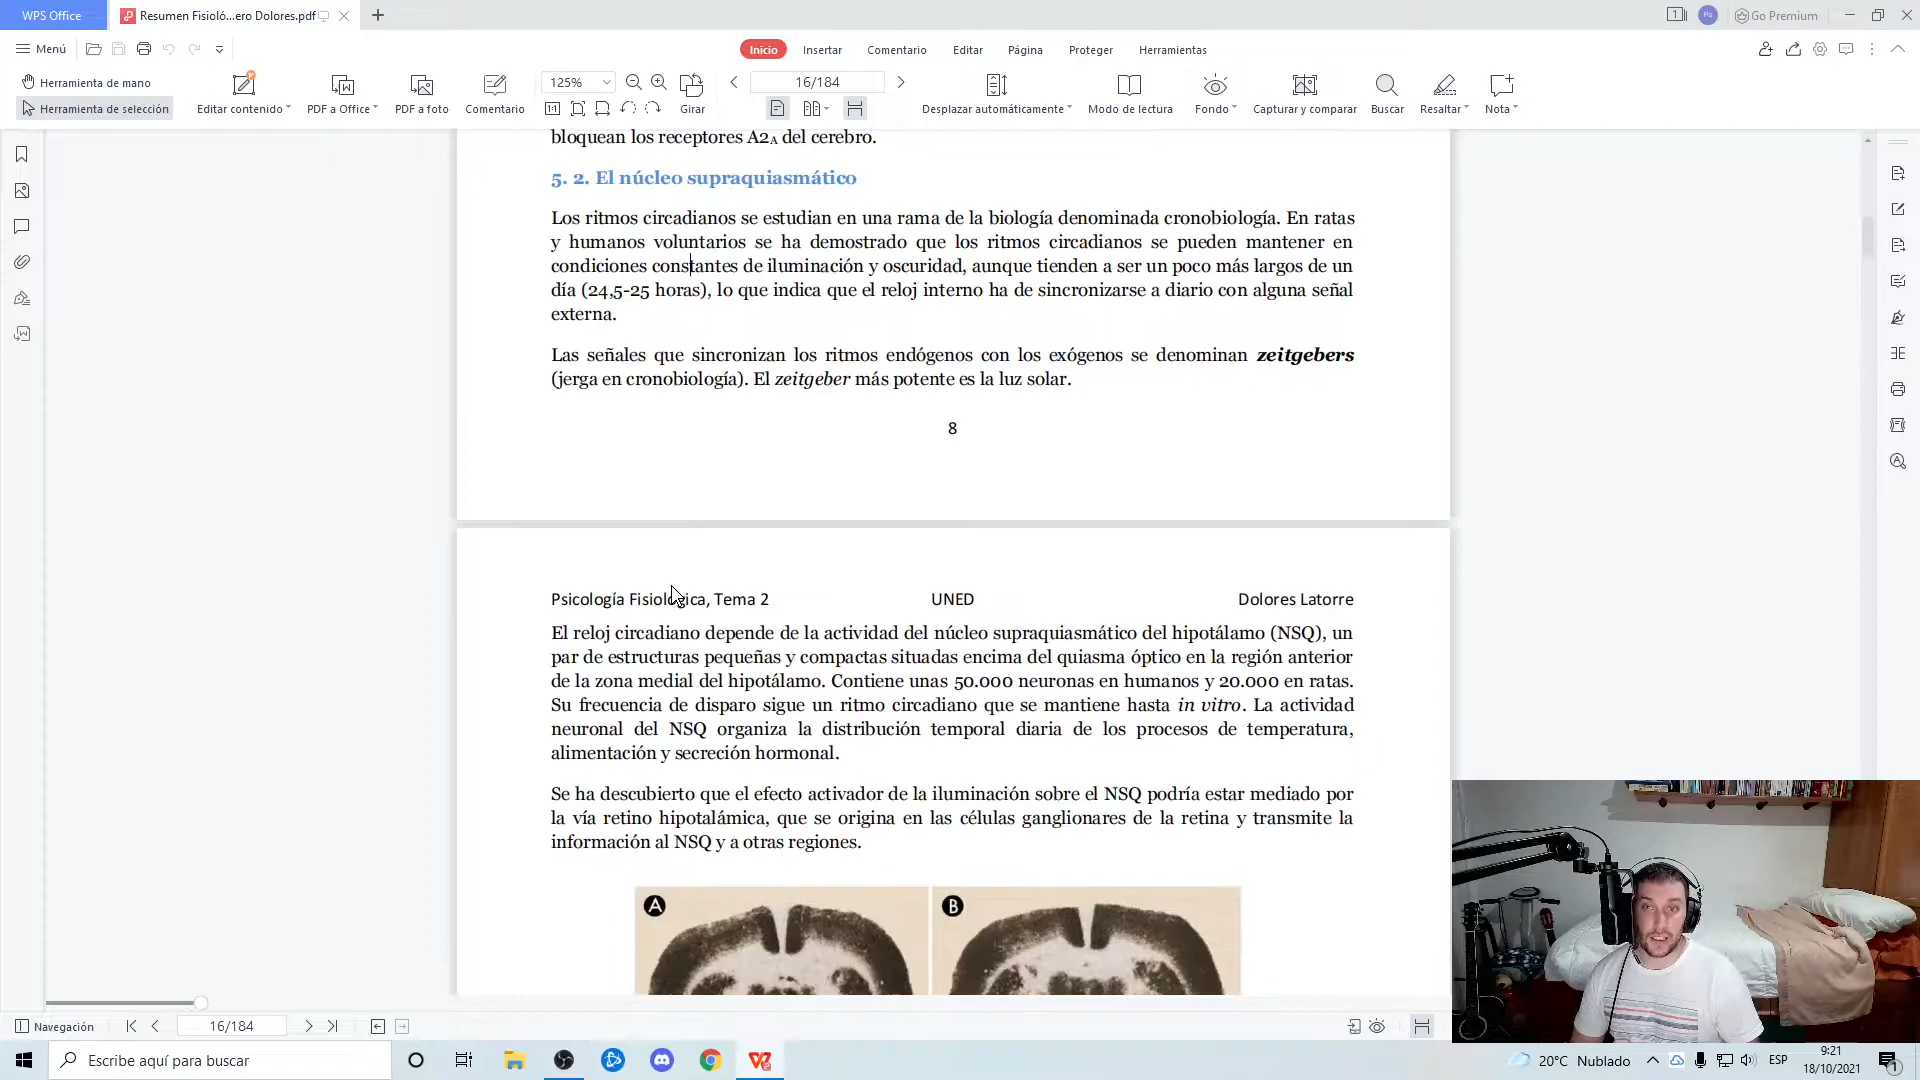 WPS Office
Resumen Fisioló...ero Dolores.pdf
1
Ps
Go Premium
Menú
Inicio
Insertar
Comentario
Editar
Página
Proteger
Herramientas
Herramienta de mano
Herramienta de selección
Editar contenido
PDF a Office
PDF a foto
Comentario
125%
Girar
16/184
Desplazar automáticamente
Modo de lectura
Fondo
Capturar y comparar
Buscar
Resaltar
Nota
bloquean los receptores A2A del cerebro.
5. 2. El núcleo supraquiasmático
Los ritmos circadianos se estudian en una rama de la biología denominada cronobiología. En ratas
y humanos voluntarios se ha demostrado que los ritmos circadianos se pueden mantener en
condiciones constantes de iluminación y oscuridad, aunque tienden a ser un poco más largos de un
día (24,5-25 horas), lo que indica que el reloj interno ha de sincronizarse a diario con alguna señal
externa.
Las señales que sincronizan los ritmos endógenos con los exógenos se denominan zeitgebers
(jerga en cronobiología). El zeitgeber más potente es la luz solar.
8
Psicología Fisiológica, Tema 2
UNED
Dolores Latorre
El reloj circadiano depende de la actividad del núcleo supraquiasmático del hipotálamo (NSQ), un
par de estructuras pequeñas y compactas situadas encima del quiasma óptico en la región anterior
de la zona medial del hipotálamo. Contiene unas 50.000 neuronas en humanos y 20.000 en ratas.
Su frecuencia de disparo sigue un ritmo circadiano que se mantiene hasta in vitro. La actividad
neuronal del NSQ organiza la distribución temporal diaria de los procesos de temperatura,
alimentación y secreción hormonal.
Se ha descubierto que el efecto activador de la iluminación sobre el NSQ podría estar mediado por
la vía retino hipotalámica, que se origina en las células ganglionares de la retina y transmite la
información al NSQ y a otras regiones.
A
B
Navegación
16/184
Escribe aquí para buscar
20°C Nublado
ESP
9:21
18/10/2021
1